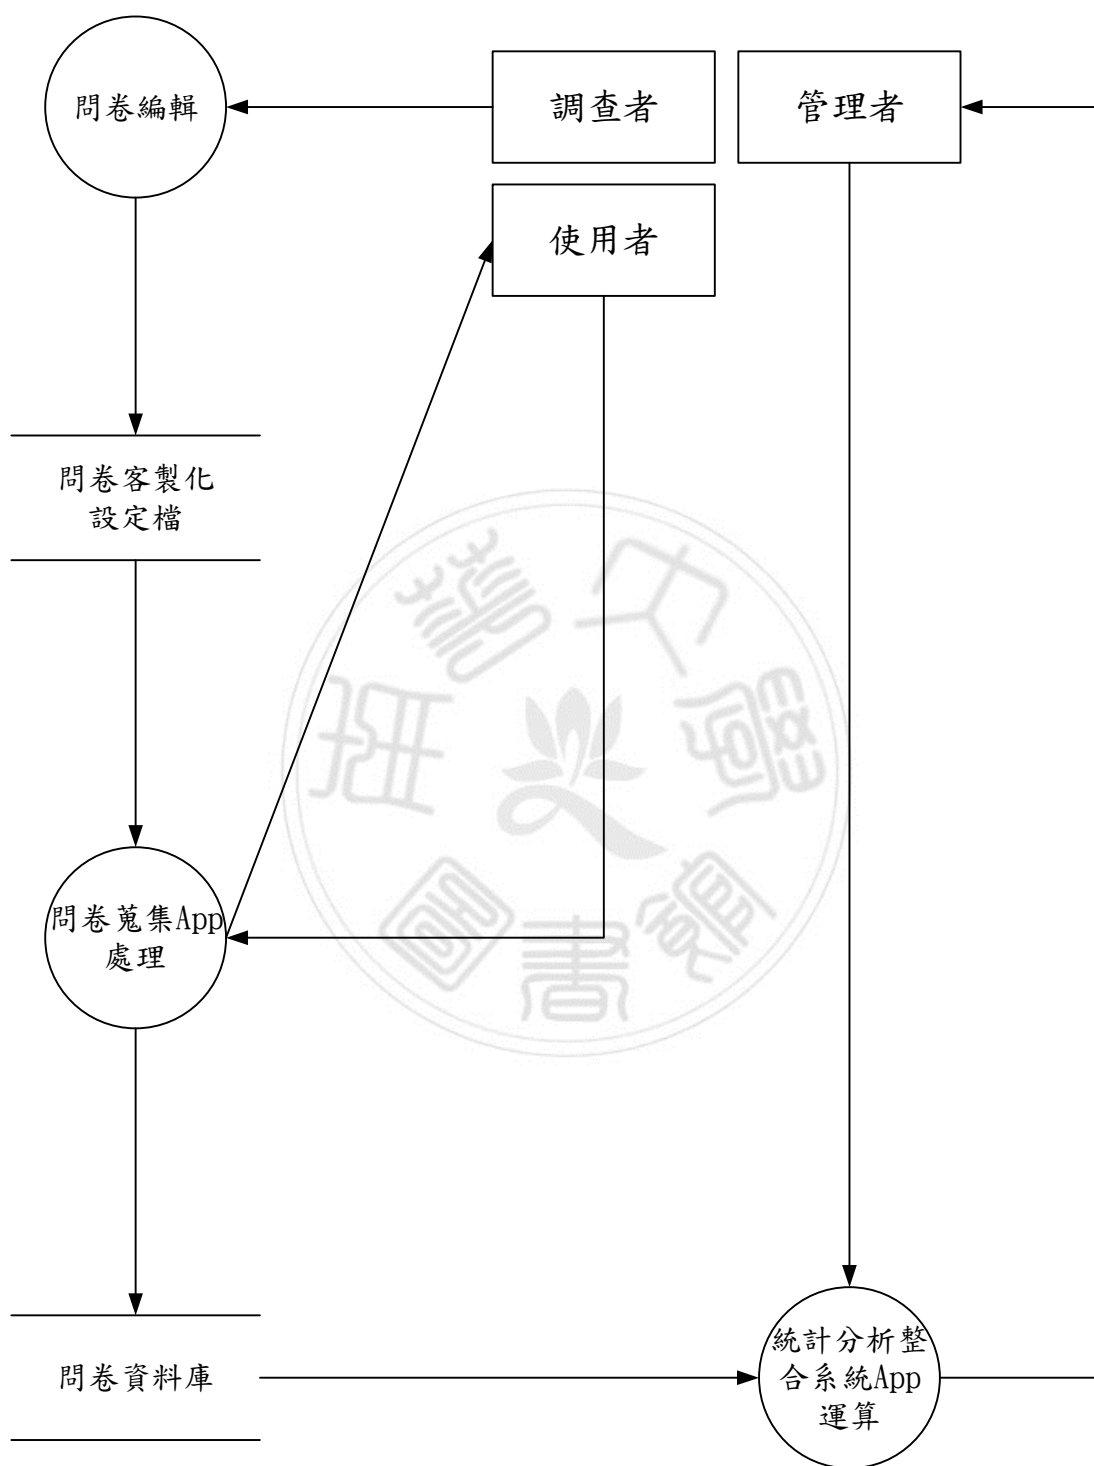 問卷編輯
調查者
管理者
使用者
問卷客製化
設定檔
問卷蒐集App
處理
問卷資料庫
統計分析整
合系統App
運算